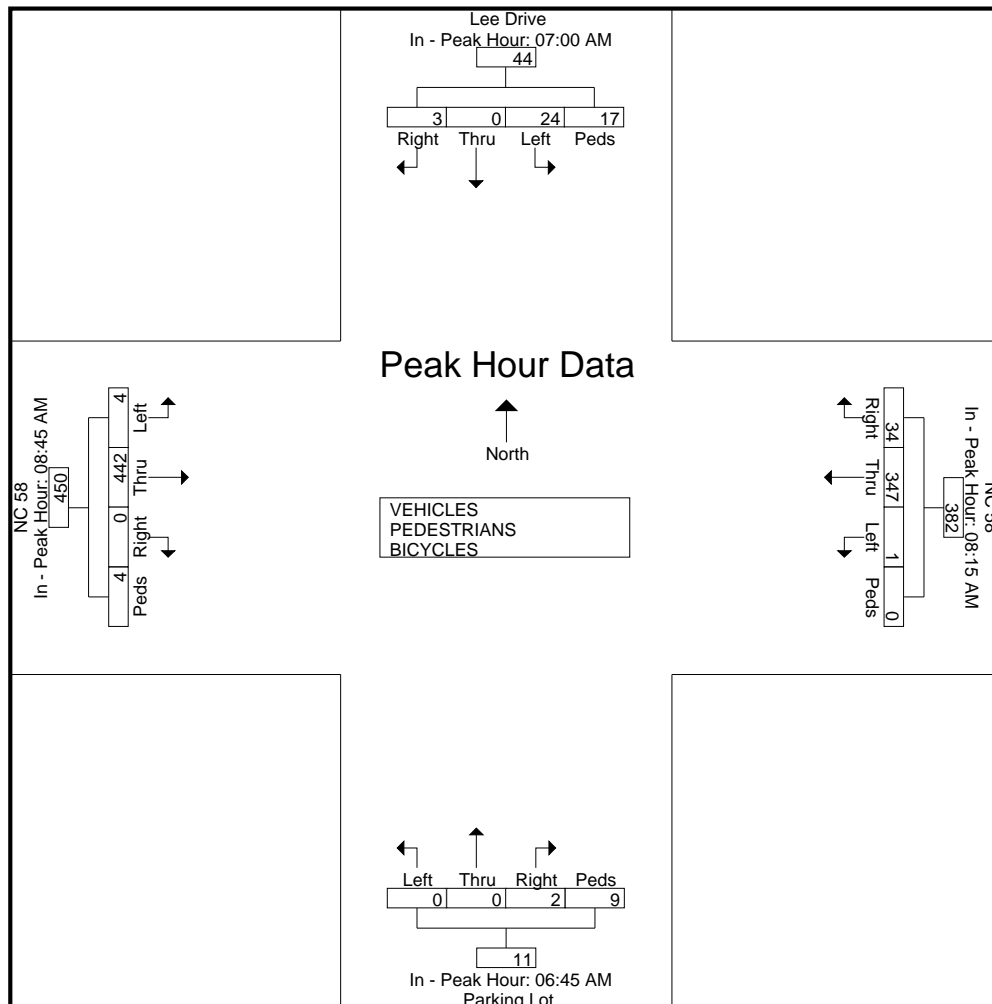 Lee Drive
In - Peak Hour: 07:00 AM
44
3 0 24 17
Right Thru Left Peds
Peak Hour Data
North
VEHICLES
PEDESTRIANS
BICYCLES
NC 58
In - Peak Hour: 08:45 AM
450
4 442 0 4
Left Thru Right Peds
Right Thru Left Peds
34 347 1 0
382
In - Peak Hour: 08:15 AM
NC 58
Left Thru Right Peds
0 0 2 9
11
In - Peak Hour: 06:45 AM
Parking Lot